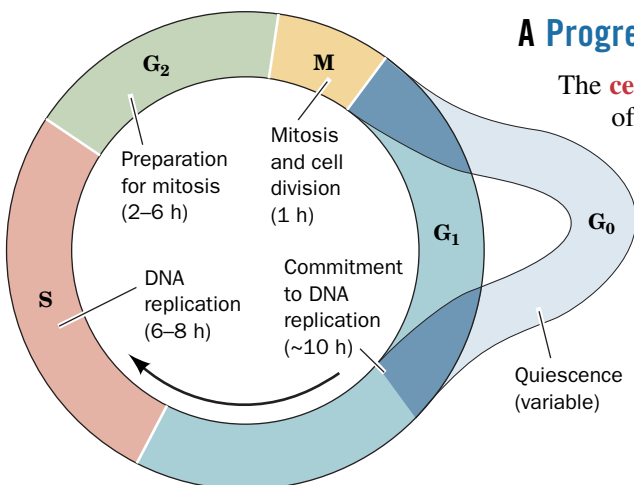 A Progre
The ce
of
G₂
M
Preparation
for mitosis
(2–6 h)
Mitosis
and cell
division
(1 h)
G₁
G₀
S
DNA
replication
(6–8 h)
Commitment
to DNA
replication
(~10 h)
Quiescence
(variable)